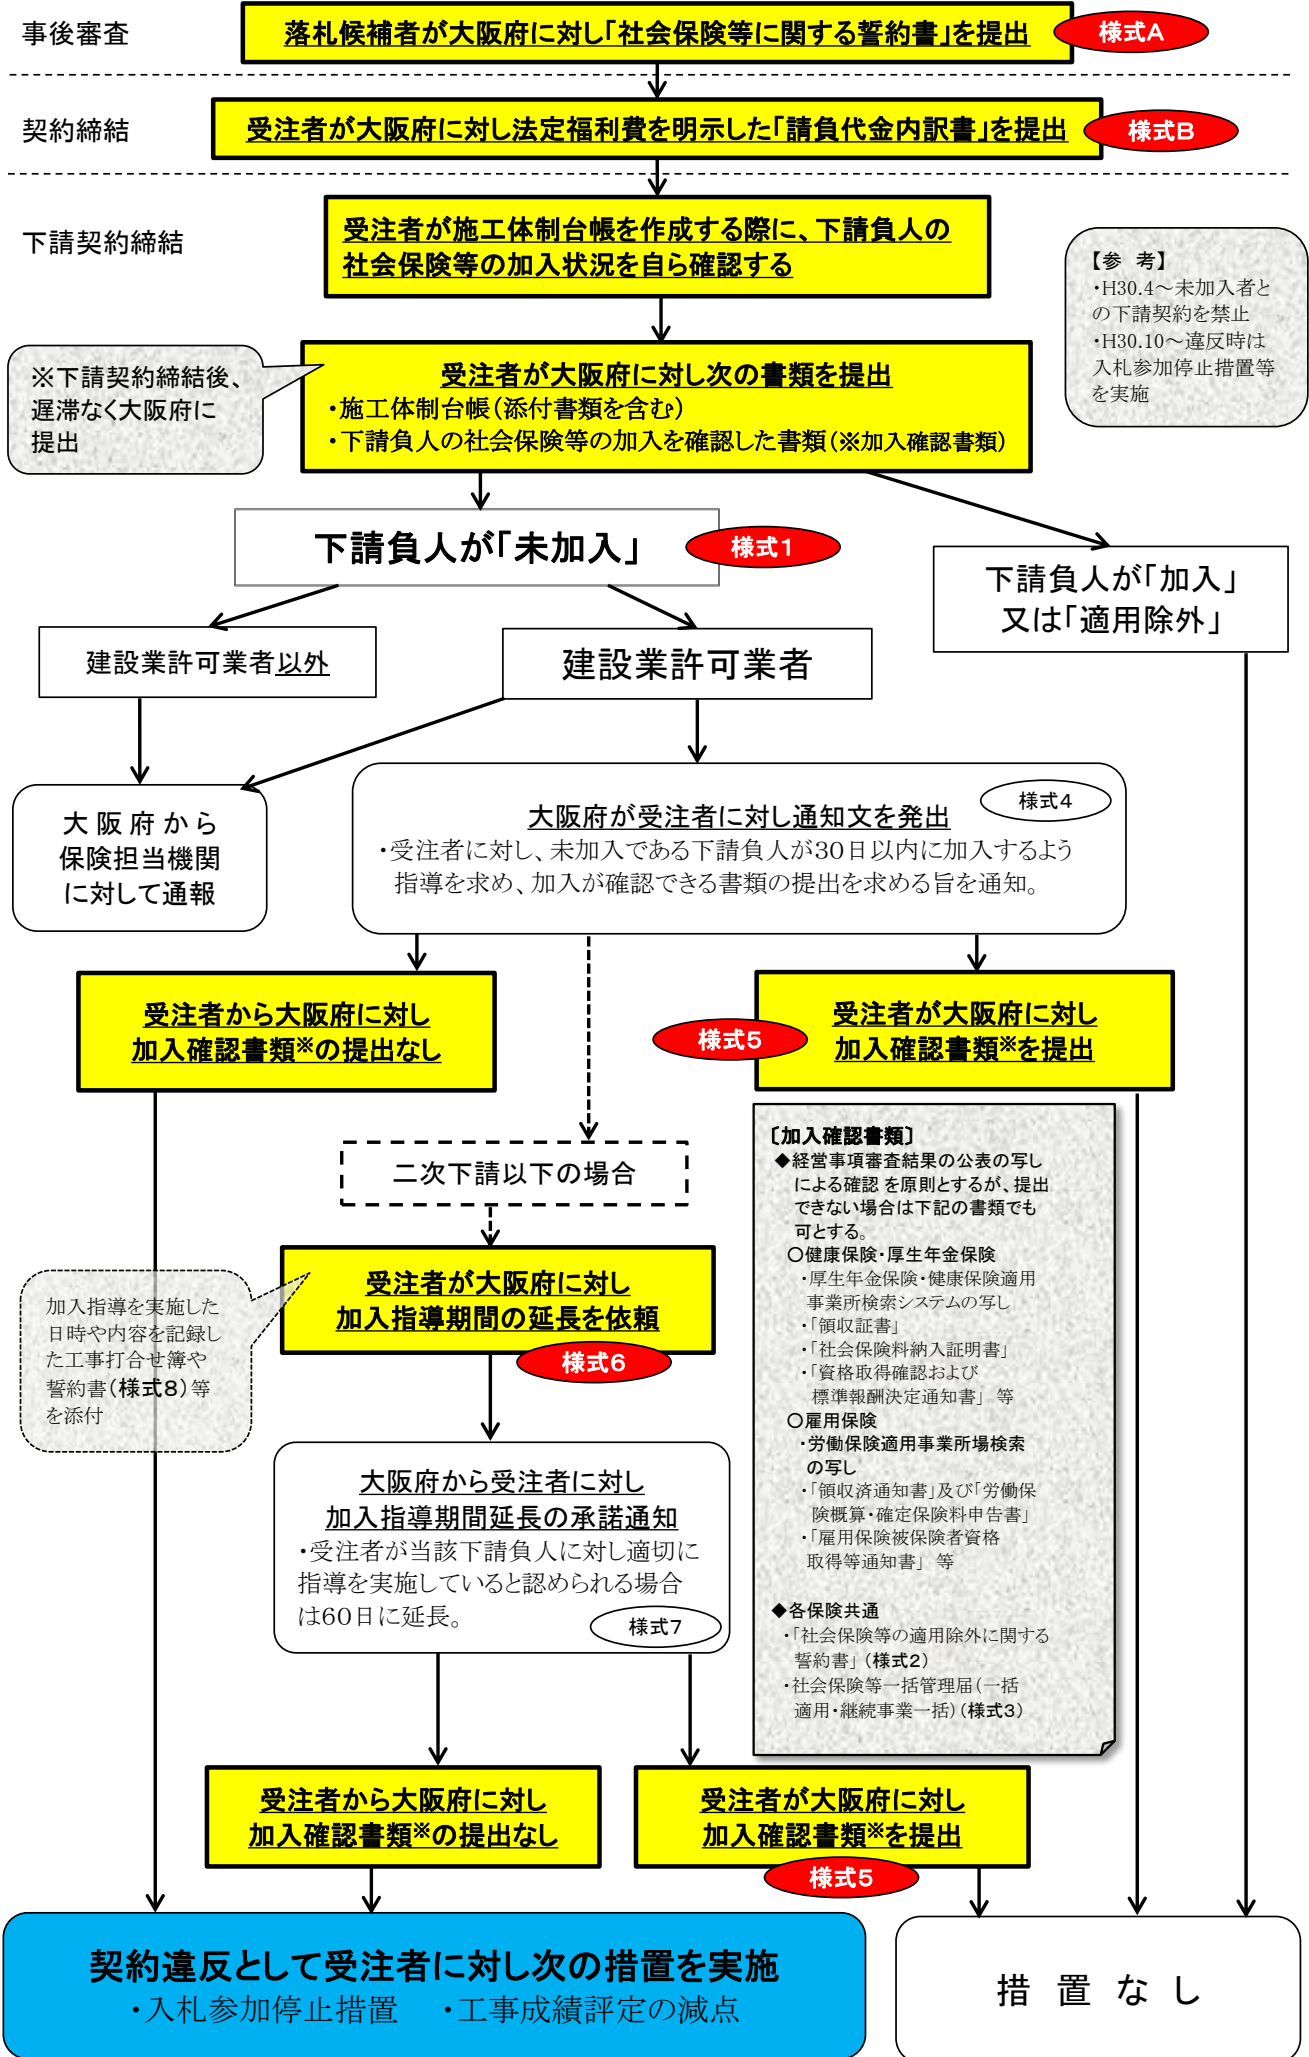 事後審査
落札候補者が大阪府に対し「社会保険等に関する誓約書」を提出
様式A
契約締結
受注者が大阪府に対し法定福利費を明示した「請負代金内訳書」を提出
様式B
下請契約締結
受注者が施工体制台帳を作成する際に、下請負人の
社会保険等の加入状況を自ら確認する
【参 考】
・H30.4～未加入者と
の下請契約を禁止
・H30.10～違反時は
入札参加停止措置等
を実施
※下請契約締結後、
遅滞なく大阪府に
提出
受注者が大阪府に対し次の書類を提出
・施工体制台帳(添付書類を含む)
・下請負人の社会保険等の加入を確認した書類(※加入確認書類)
下請負人が「未加入」
様式1
下請負人が「加入」
又は「適用除外」
建設業許可業者以外
建設業許可業者
大阪府から
保険担当機関
に対して通報
様式4
大阪府が受注者に対し通知文を発出
・受注者に対し、未加入である下請負人が30日以内に加入するよう
指導を求め、加入が確認できる書類の提出を求める旨を通知。
受注者から大阪府に対し
加入確認書類※の提出なし
様式5
受注者が大阪府に対し
加入確認書類※を提出
二次下請以下の場合
受注者が大阪府に対し
加入指導期間の延長を依頼
様式6
加入指導を実施した
日時や内容を記録し
た工事打合せ簿や
誓約書(様式8)等
を添付
〔加入確認書類〕
◆経営事項審査結果の公表の写し
による確認 を原則とするが、提出
できない場合は下記の書類でも
可とする。
○健康保険・厚生年金保険
・厚生年金保険・健康保険適用
事業所検索システムの写し
・「領収証書」
・「社会保険料納入証明書」
・「資格取得確認および
標準報酬決定通知書」 等
○雇用保険
・労働保険適用事業所場検索
の写し
・「領収済通知書」及び「労働保
険概算・確定保険料申告書」
・「雇用保険被保険者資格
取得等通知書」 等
◆各保険共通
・「社会保険等の適用除外に関する
誓約書」(様式2)
・社会保険等一括管理届(一括
適用・継続事業一括)(様式3)
大阪府から受注者に対し
加入指導期間延長の承諾通知
・受注者が当該下請負人に対し適切に
指導を実施していると認められる場合
は60日に延長。
様式7
受注者から大阪府に対し
加入確認書類※の提出なし
受注者が大阪府に対し
加入確認書類※を提出
様式5
契約違反として受注者に対し次の措置を実施
・入札参加停止措置 ・工事成績評定の減点
措 置 な し